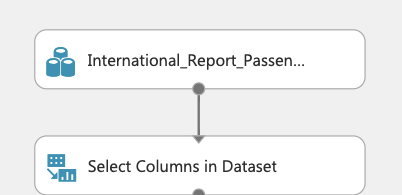 International_Report_Passen...
Select Columns in Dataset